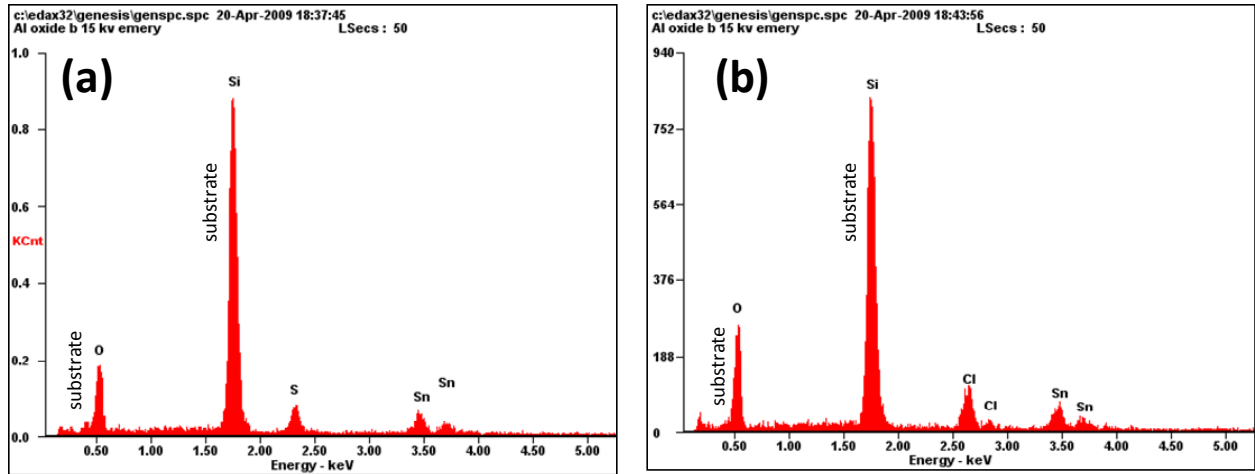 c:\edax32\genesis\genspc.spc 20-Apr-2009 18:37:45
Al oxide b 15 kv emery LSecs : 50
(a)
1.0
0.8
0.6
KCnt
0.4
0.2
0.0
substrate
O
substrate
Si
S
Sn
Sn
0.50 1.00 1.50 2.00 2.50 3.00 3.50 4.00 4.50 5.00
Energy - keV
c:\edax32\genesis\genspc.spc 20-Apr-2009 18:43:56
Al oxide b 15 kv emery LSecs : 50
(b)
940
752
564
376
188
0
substrate
O
substrate
Si
Cl
Cl
Sn
Sn
0.50 1.00 1.50 2.00 2.50 3.00 3.50 4.00 4.50 5.00
Energy - keV